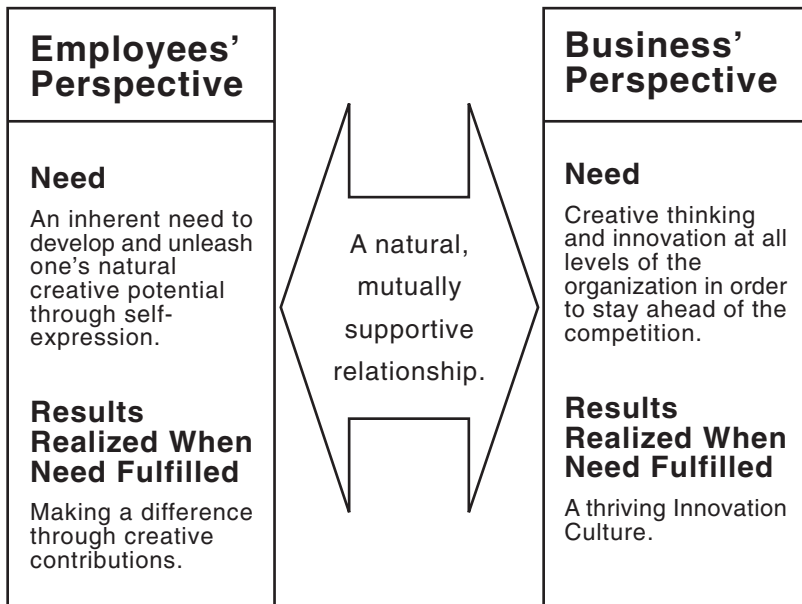 Employees’
Perspective
Need
An inherent need to
develop and unleash
one’s natural
creative potential
through self-
expression.
Results
Realized When
Need Fulfilled
Making a difference
through creative
contributions.
A natural,
mutually
supportive
relationship.
Business’
Perspective
Need
Creative thinking
and innovation at all
levels of the
organization in order
to stay ahead of the
competition.
Results
Realized When
Need Fulfilled
A thriving Innovation
Culture.